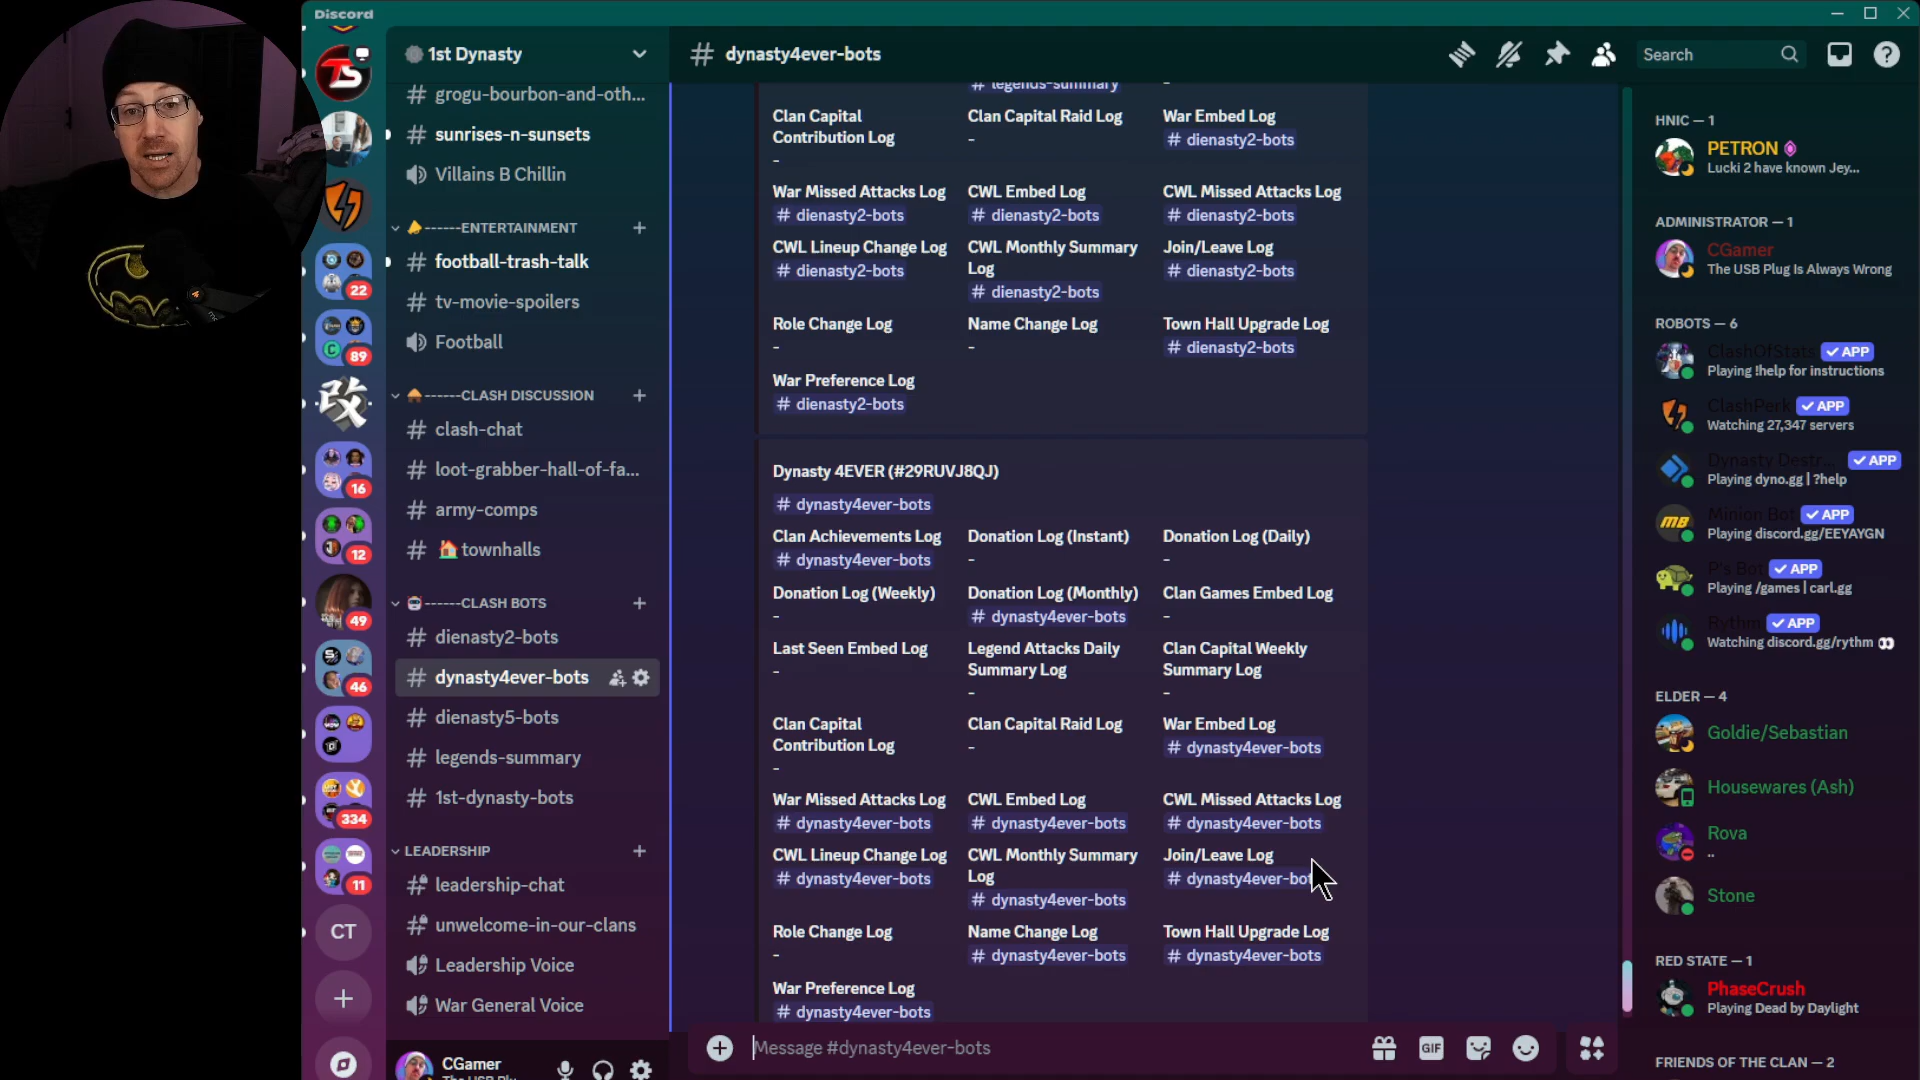 Discord
1st Dynasty
grogu-bourbon-and-oth...
sunrises-n-sunsets
Villains B Chillin
------ENTERTAINMENT
football-trash-talk
tv-movie-spoilers
Football
------CLASH DISCUSSION
clash-chat
loot-grabber-hall-of-fa...
army-comps
townhalls
------CLASH BOTS
dienasty2-bots
dynasty4ever-bots
dienasty5-bots
legends-summary
1st-dynasty-bots
LEADERSHIP
leadership-chat
unwelcome-in-our-clans
Leadership Voice
War General Voice
CGamer
TS
22
89
改
16
12
49
46
334
11
CT
# dynasty4ever-bots
Search
# legends-summary
-
Clan Capital Contribution Log
-
Clan Capital Raid Log
-
War Embed Log
# dienasty2-bots
War Missed Attacks Log
# dienasty2-bots
CWL Embed Log
# dienasty2-bots
CWL Missed Attacks Log
# dienasty2-bots
CWL Lineup Change Log
# dienasty2-bots
CWL Monthly Summary Log
# dienasty2-bots
Join/Leave Log
# dienasty2-bots
Role Change Log
-
Name Change Log
-
Town Hall Upgrade Log
# dienasty2-bots
War Preference Log
# dienasty2-bots
Dynasty 4EVER (#29RUVJ8QJ)
# dynasty4ever-bots
Clan Achievements Log
# dynasty4ever-bots
Donation Log (Instant)
-
Donation Log (Daily)
-
Donation Log (Weekly)
-
Donation Log (Monthly)
# dynasty4ever-bots
Clan Games Embed Log
-
Last Seen Embed Log
-
Legend Attacks Daily Summary Log
-
Clan Capital Weekly Summary Log
-
Clan Capital Contribution Log
-
Clan Capital Raid Log
-
War Embed Log
# dynasty4ever-bots
War Missed Attacks Log
# dynasty4ever-bots
CWL Embed Log
# dynasty4ever-bots
CWL Missed Attacks Log
# dynasty4ever-bots
CWL Lineup Change Log
# dynasty4ever-bots
CWL Monthly Summary Log
# dynasty4ever-bots
Join/Leave Log
# dynasty4ever-bot
Role Change Log
-
Name Change Log
# dynasty4ever-bots
Town Hall Upgrade Log
# dynasty4ever-bots
War Preference Log
# dynasty4ever-bots
Message #dynasty4ever-bots
GIF
HNIC — 1
PETRON
Lucki 2 have known Jey...
ADMINISTRATOR — 1
CGamer
The USB Plug Is Always Wrong
ROBOTS — 6
ClashOfStats APP
Playing !help for instructions
ClashPerk APP
Watching 27,347 servers
Dynasty Destr... APP
Playing dyno.gg | ?help
MB
Minion Bot APP
Playing discord.gg/EEYAYGN
P's Bot APP
Playing /games | carl.gg
Rythm APP
Watching discord.gg/rythm
ELDER — 4
Goldie/Sebastian
Housewares (Ash)
Rova
..
Stone
RED STATE — 1
PhaseCrush
Playing Dead by Daylight
FRIENDS OF THE CLAN — 2